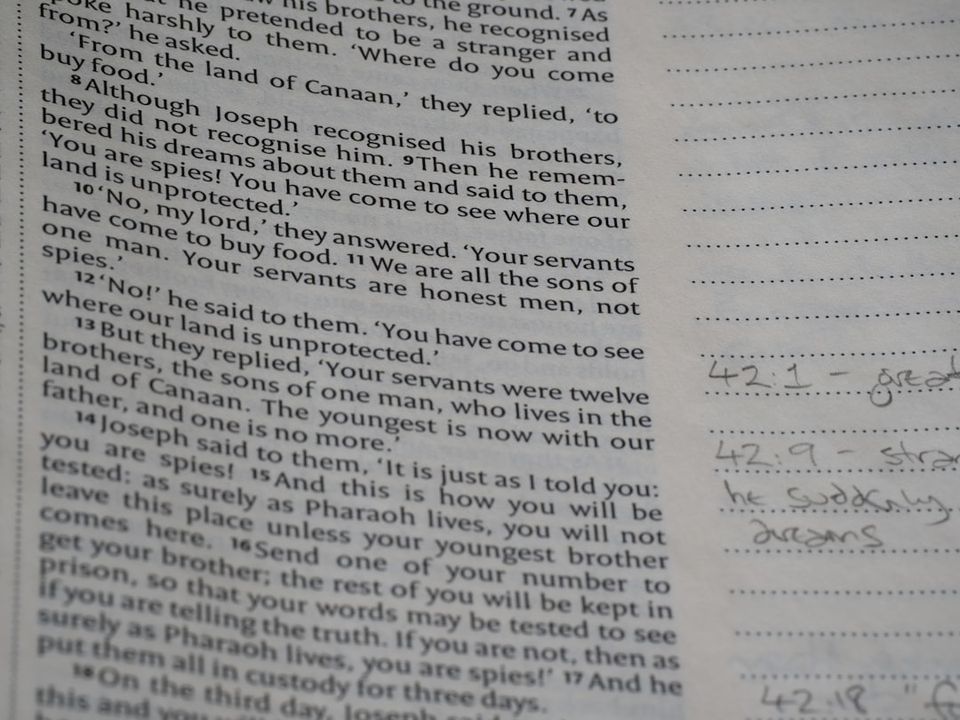 to the ground. 7 As
his brothers, he recognised
he pretended to be a stranger and
spoke harshly to them. ‘Where do you come
from?’ he asked.
‘From the land of Canaan,’ they replied, ‘to
buy food.’
8 Although Joseph recognised his brothers,
they did not recognise him. 9 Then he remem-
bered his dreams about them and said to them,
‘You are spies! You have come to see where our
land is unprotected.’
10 ‘No, my lord,’ they answered. ‘Your servants
have come to buy food. 11 We are all the sons of
one man. Your servants are honest men, not
spies.’
12 ‘No!’ he said to them. ‘You have come to see
where our land is unprotected.’
13 But they replied, ‘Your servants were twelve
brothers, the sons of one man, who lives in the
land of Canaan. The youngest is now with our
father, and one is no more.’
14 Joseph said to them, ‘It is just as I told you:
you are spies! 15 And this is how you will be
tested: as surely as Pharaoh lives, you will not
leave this place unless your youngest brother
comes here. 16 Send one of your number to
get your brother; the rest of you will be kept in
prison, so that your words may be tested to see
if you are telling the truth. If you are not, then as
surely as Pharaoh lives, you are spies!’ 17 And he
put them all in custody for three days.
18 On the third day, Joseph said
this and you
42:1 - great
42:9 - stran
he suddenly
dreams
42:18 "f